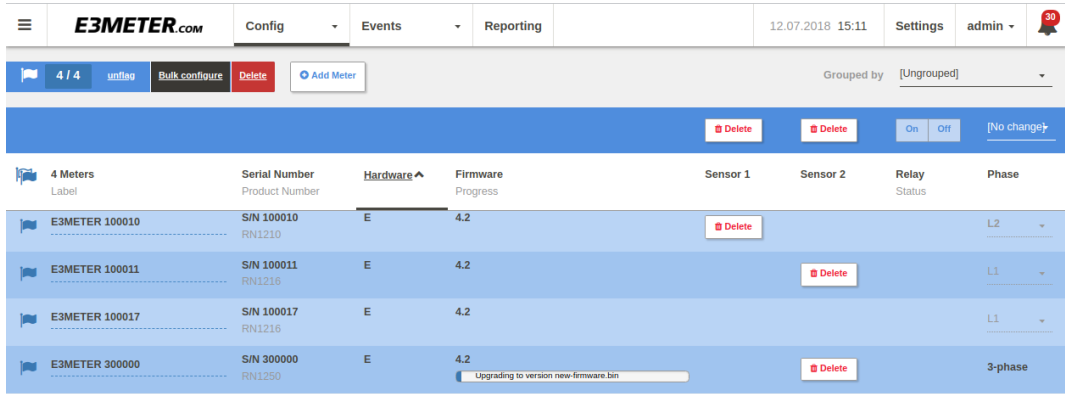 E3METER.COM Config Events Reporting 12.07.2018 15:11 Settings admin 30
4 / 4 unflag Bulk configure Delete Add Meter Grouped by [Ungrouped]
Delete Delete On Off [No change]
4 Meters Serial Number Hardware Firmware Sensor 1 Sensor 2 Relay Phase
Label Product Number Progress Status
E3METER 100010 S/N 100010 E 4.2 Delete L2
RN1210
E3METER 100011 S/N 100011 E 4.2 Delete L1
RN1216
E3METER 100017 S/N 100017 E 4.2 L1
RN1216
E3METER 300000 S/N 300000 E 4.2 Delete 3-phase
RN1250 Upgrading to version new-firmware.bin